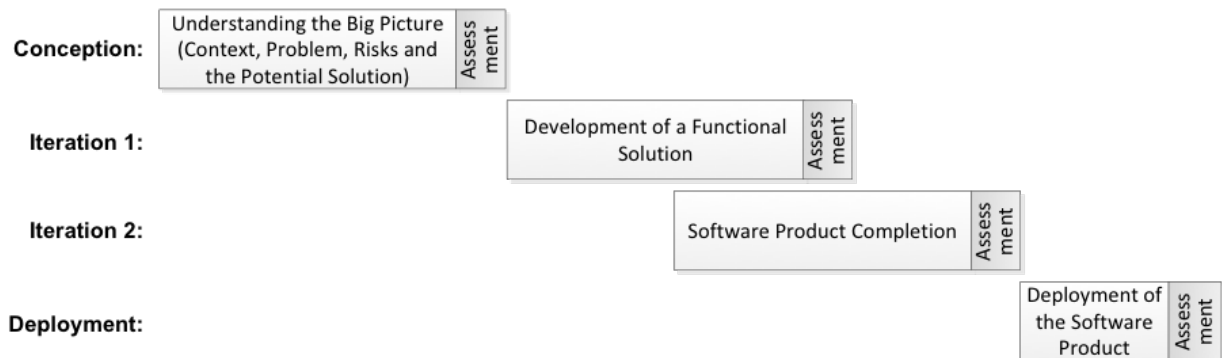 Conception:
Understanding the Big Picture
(Context, Problem, Risks and
the Potential Solution)
Assess
ment
Iteration 1:
Development of a Functional
Solution
Assess
ment
Iteration 2:
Software Product Completion
Assess
ment
Deployment:
Deployment of
the Software
Product
Assess
ment